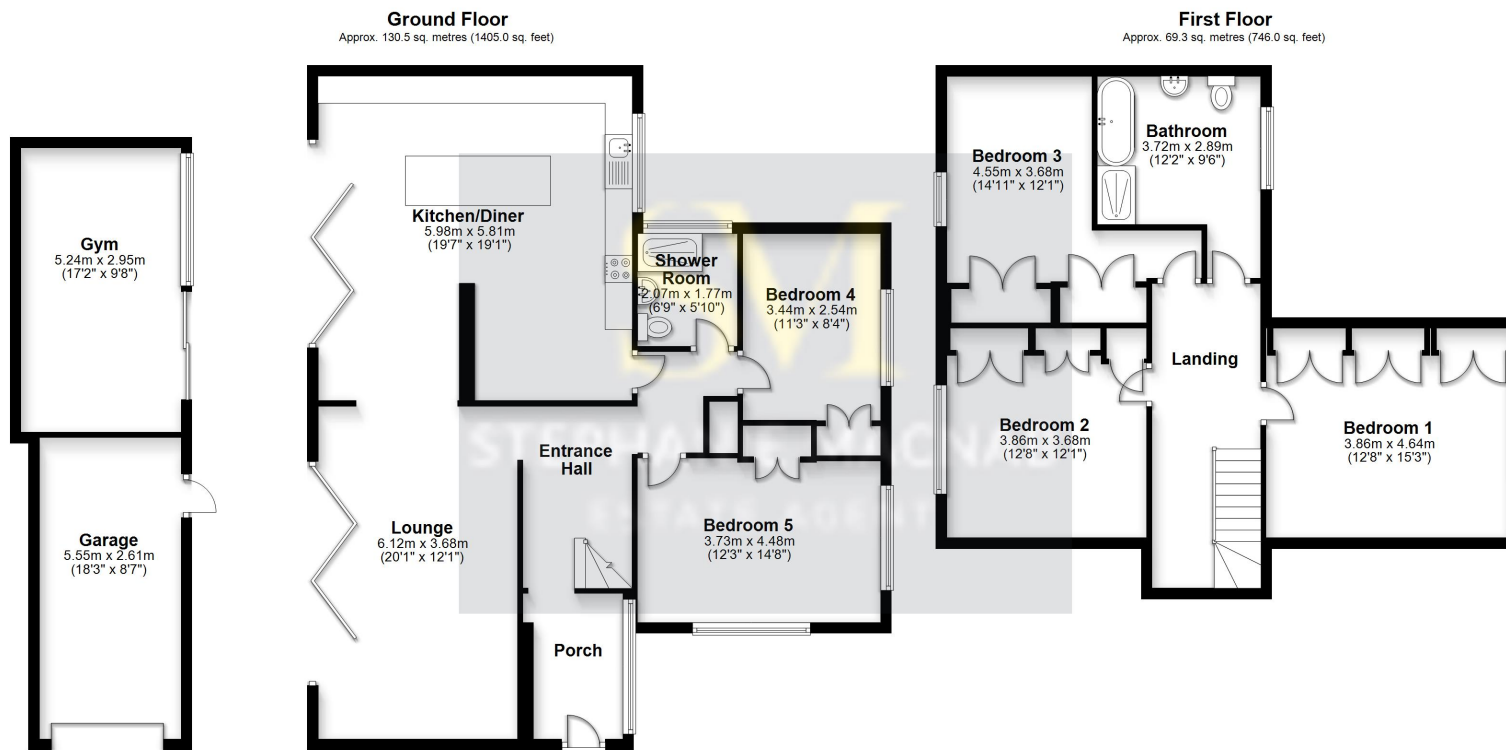 Ground Floor
Approx. 130.5 sq. metres (1405.0 sq. feet)
First Floor
Approx. 69.3 sq. metres (746.0 sq. feet)
Gym
5.24m x 2.95m
(17'2" x 9'8")
Kitchen/Diner
5.98m x 5.81m
(19'7" x 19'1")
Shower
Room
2.07m x 1.77m
(6'9" x 5'10")
Bedroom 4
3.44m x 2.54m
(11'3" x 8'4")
Bedroom 3
4.55m x 3.68m
(14'11" x 12'1")
Bathroom
3.72m x 2.89m
(12'2" x 9'6")
Landing
Bedroom 2
3.86m x 3.68m
(12'8" x 12'1")
Bedroom 1
3.86m x 4.64m
(12'8" x 15'3")
Entrance
Hall
Garage
5.55m x 2.61m
(18'3" x 8'7")
Lounge
6.12m x 3.68m
(20'1" x 12'1")
Bedroom 5
3.73m x 4.48m
(12'3" x 14'8")
Porch
SM
ESTATE AGENT